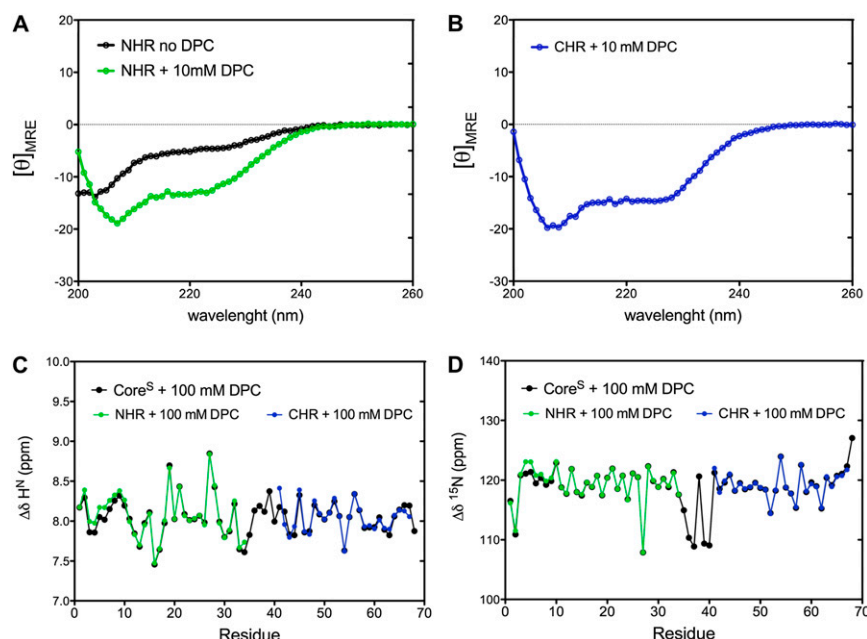 A
NHR no DPC
NHR + 10mM DPC
[θ]MRE
20
10
0
-10
-20
-30
200
220
240
260
wavelenght (nm)
B
CHR + 10 mM DPC
[θ]MRE
20
10
0
-10
-20
-30
200
220
240
260
wavelenght (nm)
C
CoreS + 100 mM DPC
NHR + 100 mM DPC
CHR + 100 mM DPC
Δδ HN (ppm)
10.0
9.5
9.0
8.5
8.0
7.5
7.0
0
10
20
30
40
50
60
70
Residue
D
CoreS + 100 mM DPC
NHR + 100 mM DPC
CHR + 100 mM DPC
Δδ 15N (ppm)
140
130
120
110
100
0
10
20
30
40
50
60
70
Residue